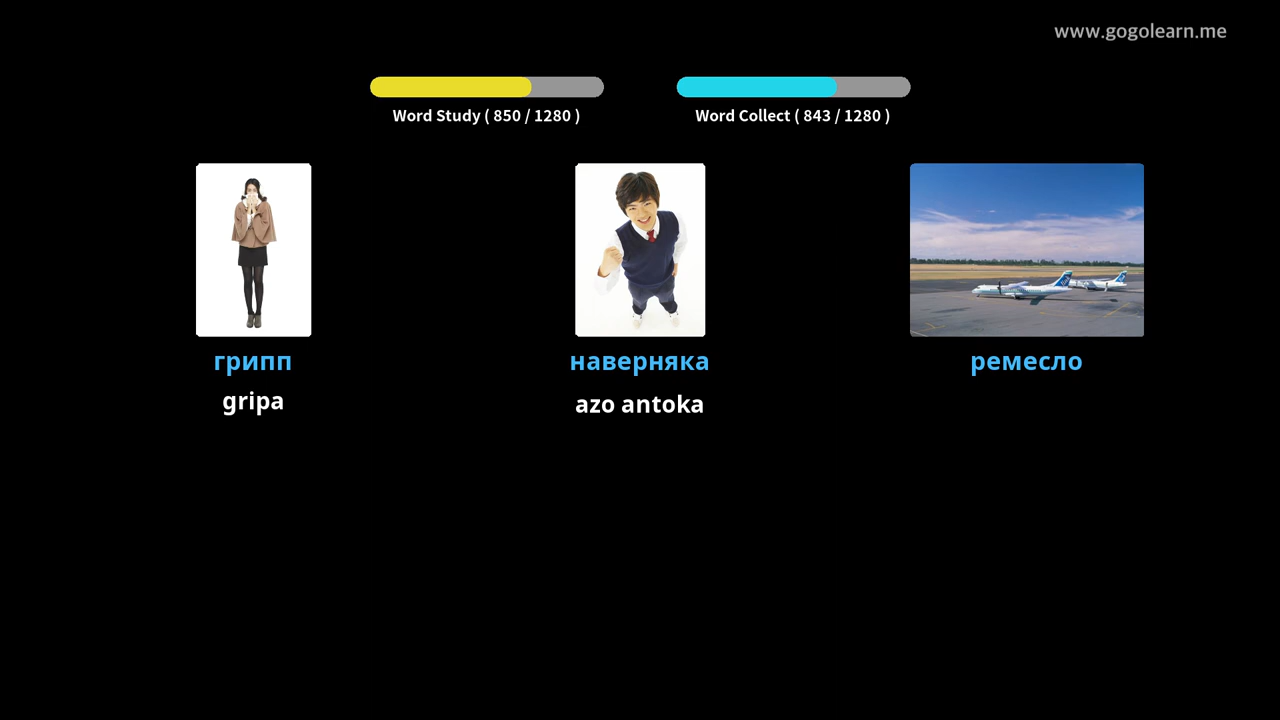 www.gogolearn.me
Word Study ( 850 / 1280 )
Word Collect ( 843 / 1280 )
грипп
наверняка
ремесло
gripa
azo antoka